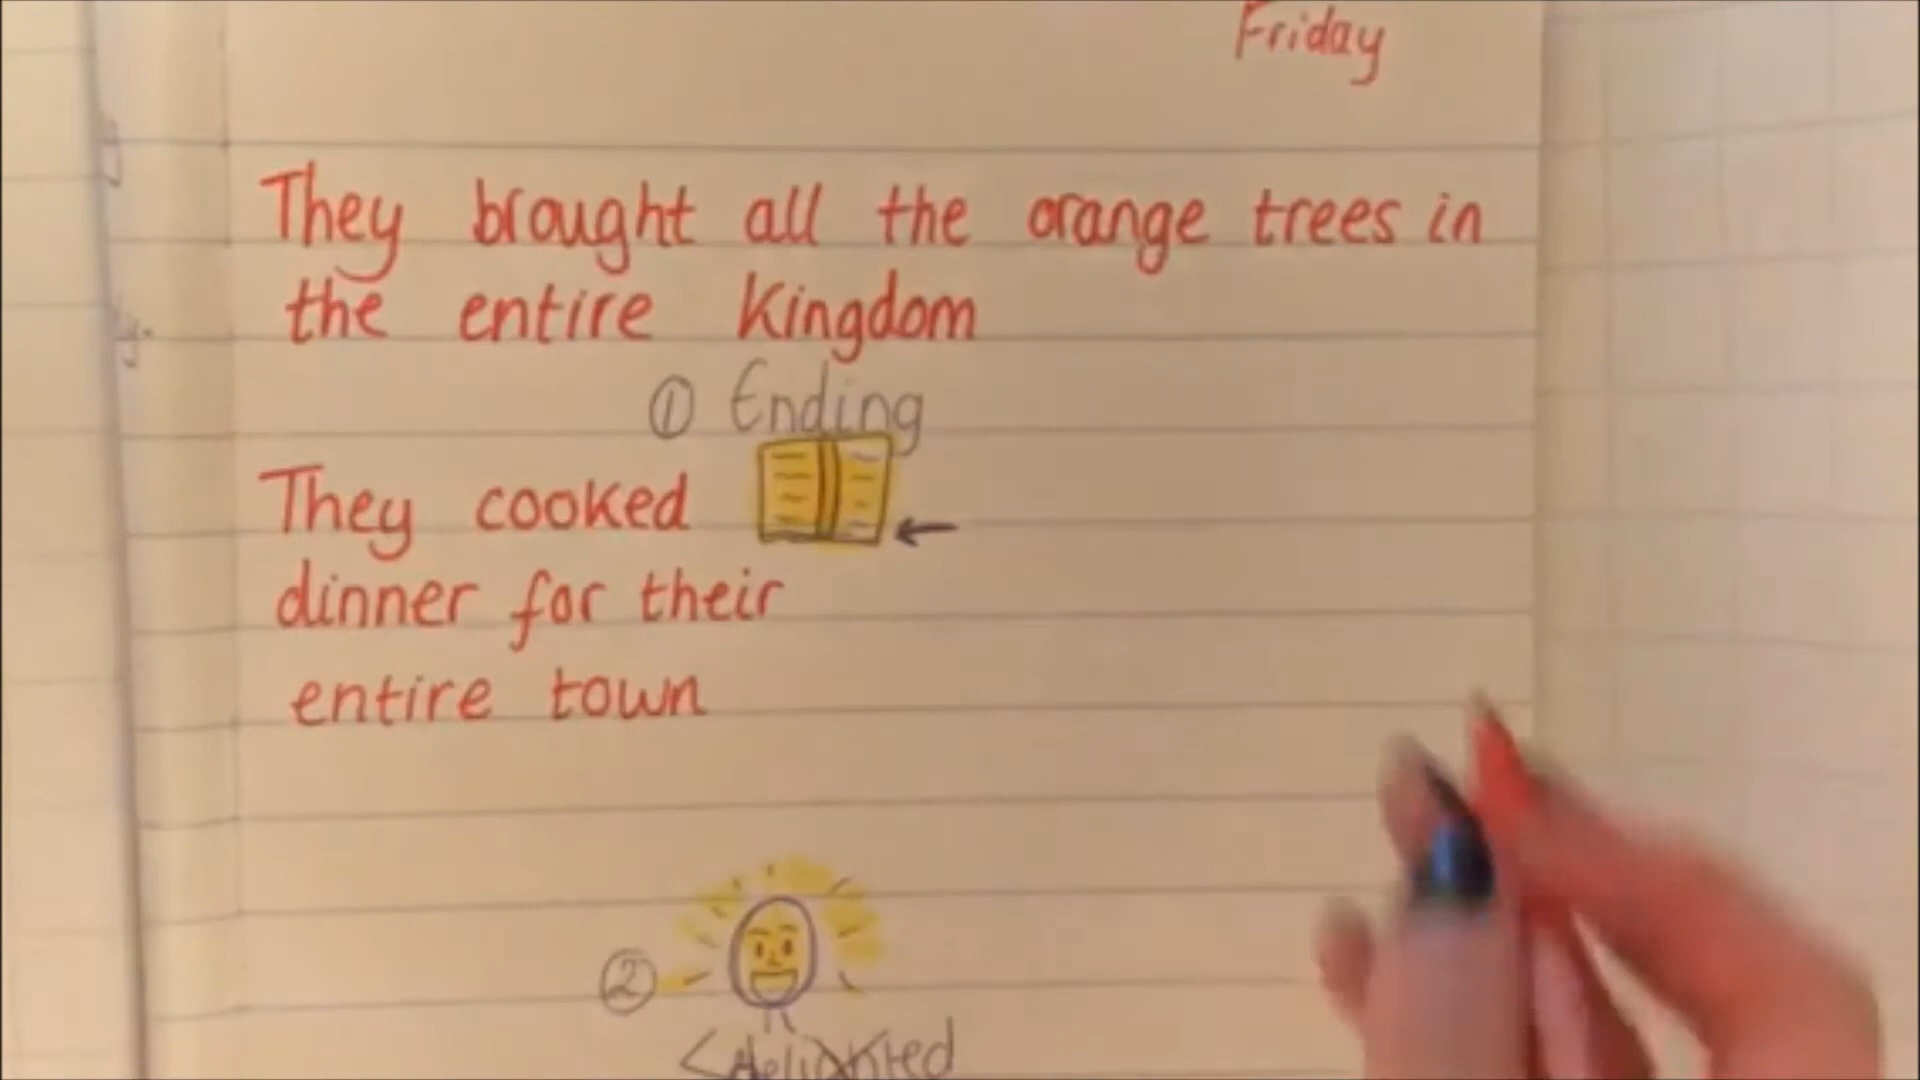 Friday
They brought all the orange trees in
the entire Kingdom
① Ending
They cooked
dinner for their
entire town
②
delighted